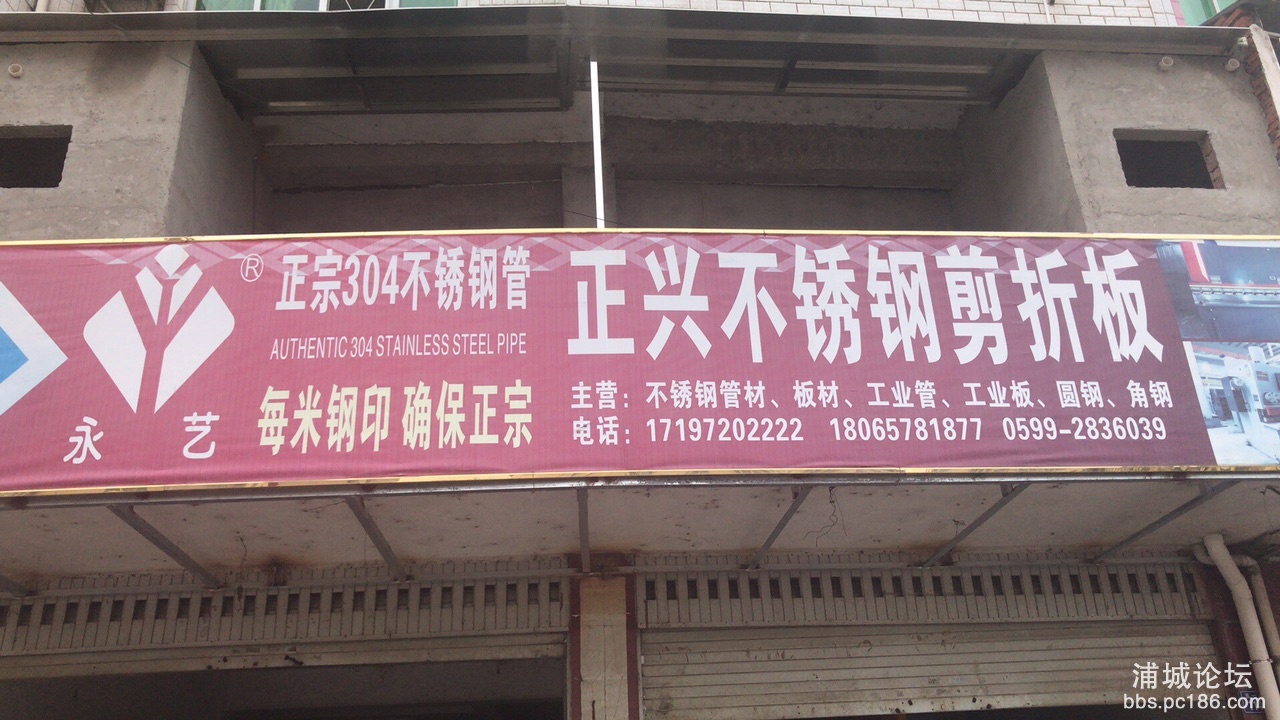 ®
永艺
正宗304不锈钢管
AUTHENTIC 304 STAINLESS STEEL PIPE
每米钢印 确保正宗
正兴不锈钢剪折板
主营：不锈钢管材、板材、工业管、工业板、圆钢、角钢
电话：17197202222 18065781877 0599-2836039
浦城论坛
bbs.pc186.com